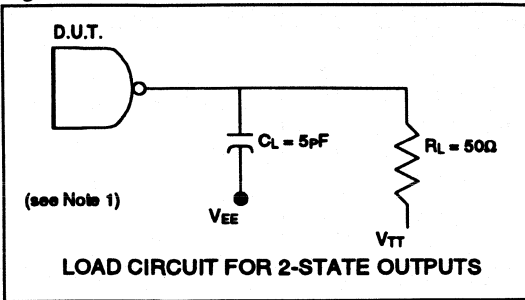 D.U.T.
CL = 5pF
RL = 50Ω
(see Note 1)
VEE
VTT
LOAD CIRCUIT FOR 2-STATE OUTPUTS